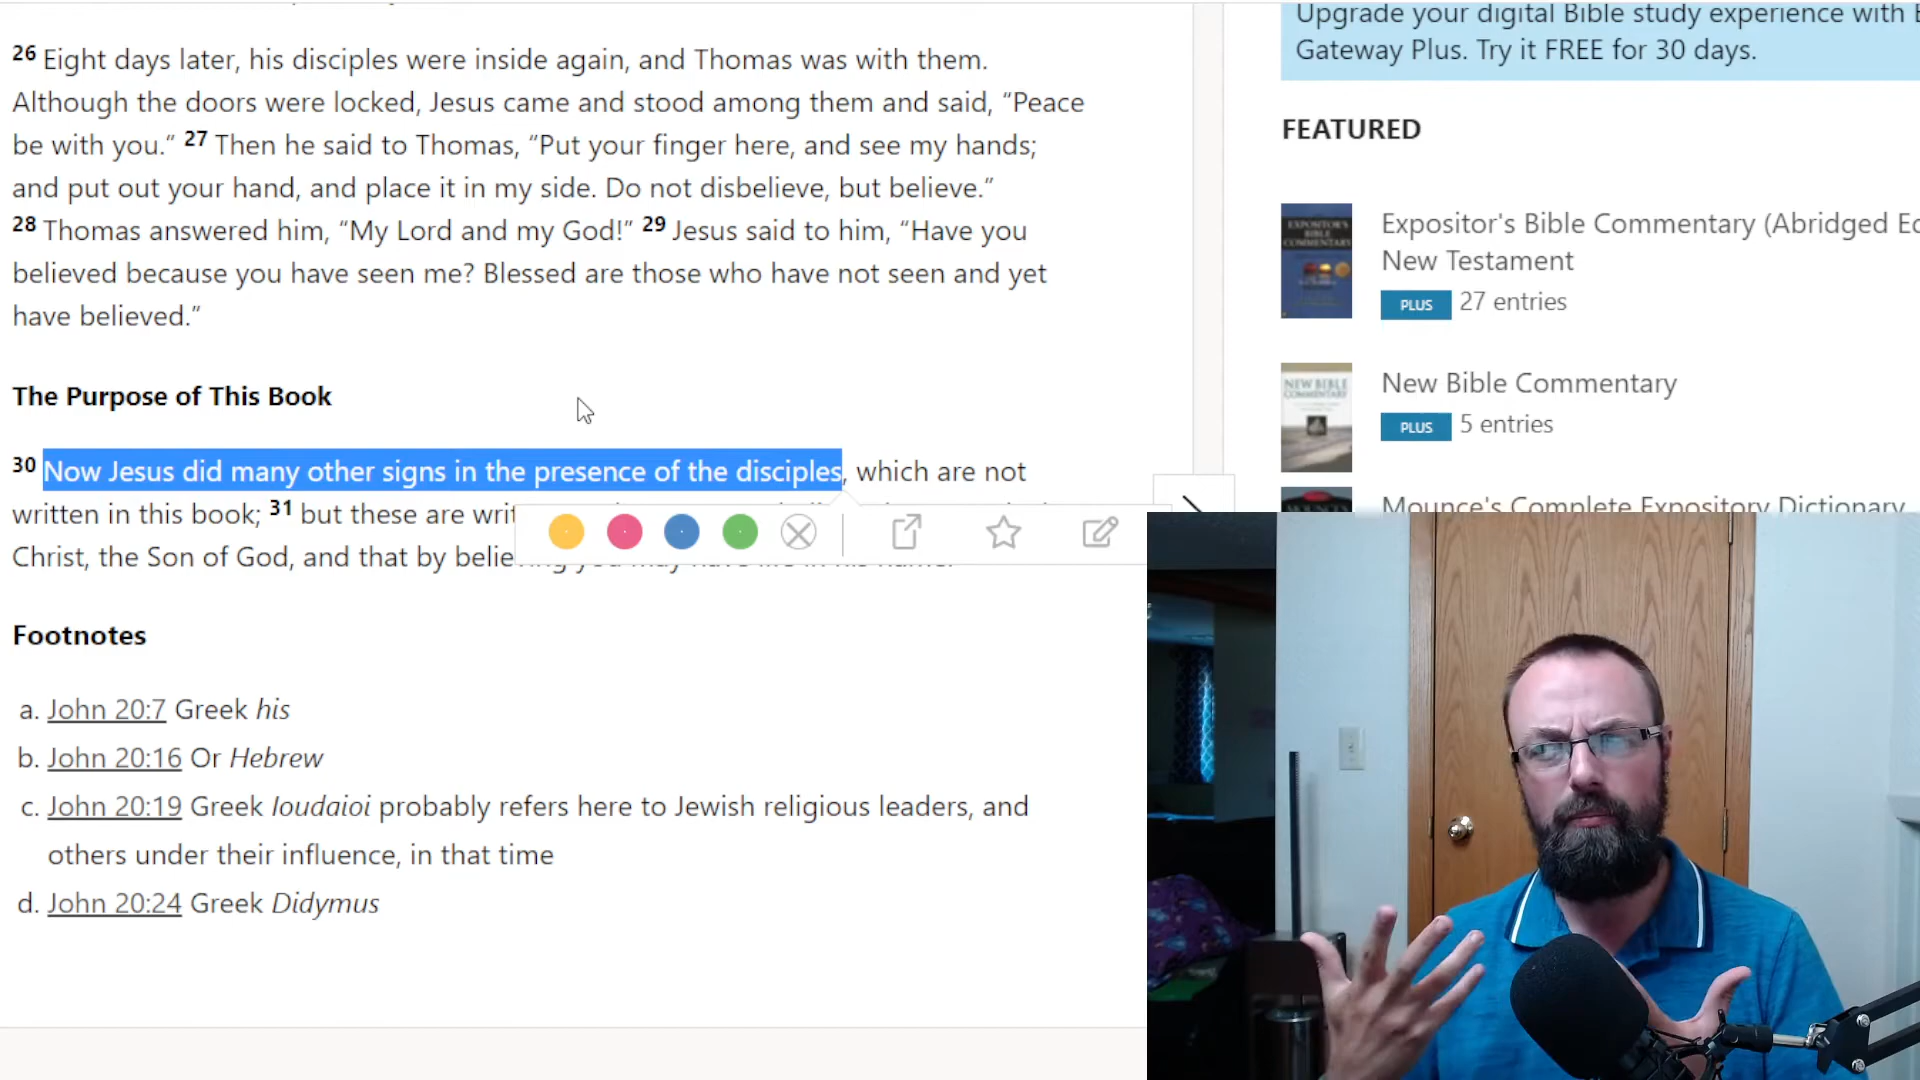 Upgrade your digital Bible study experience with
Gateway Plus. Try it FREE for 30 days.
26 Eight days later, his disciples were inside again, and Thomas was with them.
Although the doors were locked, Jesus came and stood among them and said, “Peace
be with you.” 27 Then he said to Thomas, “Put your finger here, and see my hands;
and put out your hand, and place it in my side. Do not disbelieve, but believe.”
28 Thomas answered him, “My Lord and my God!” 29 Jesus said to him, “Have you
believed because you have seen me? Blessed are those who have not seen and yet
have believed.”
The Purpose of This Book
30 Now Jesus did many other signs in the presence of the disciples, which are not
written in this book; 31 but these are
Christ, the Son of God, and that by
Footnotes
a. John 20:7 Greek his
b. John 20:16 Or Hebrew
c. John 20:19 Greek Ioudaioi probably refers here to Jewish religious leaders, and
others under their influence, in that time
d. John 20:24 Greek Didymus
FEATURED
EXPOSITOR'S
BIBLE
COMMENTARY
Expositor's Bible Commentary (Abridged
New Testament
PLUS 27 entries
NEW BIBLE
COMMENTARY
New Bible Commentary
PLUS 5 entries
Mounce's Complete Expository Dictionary